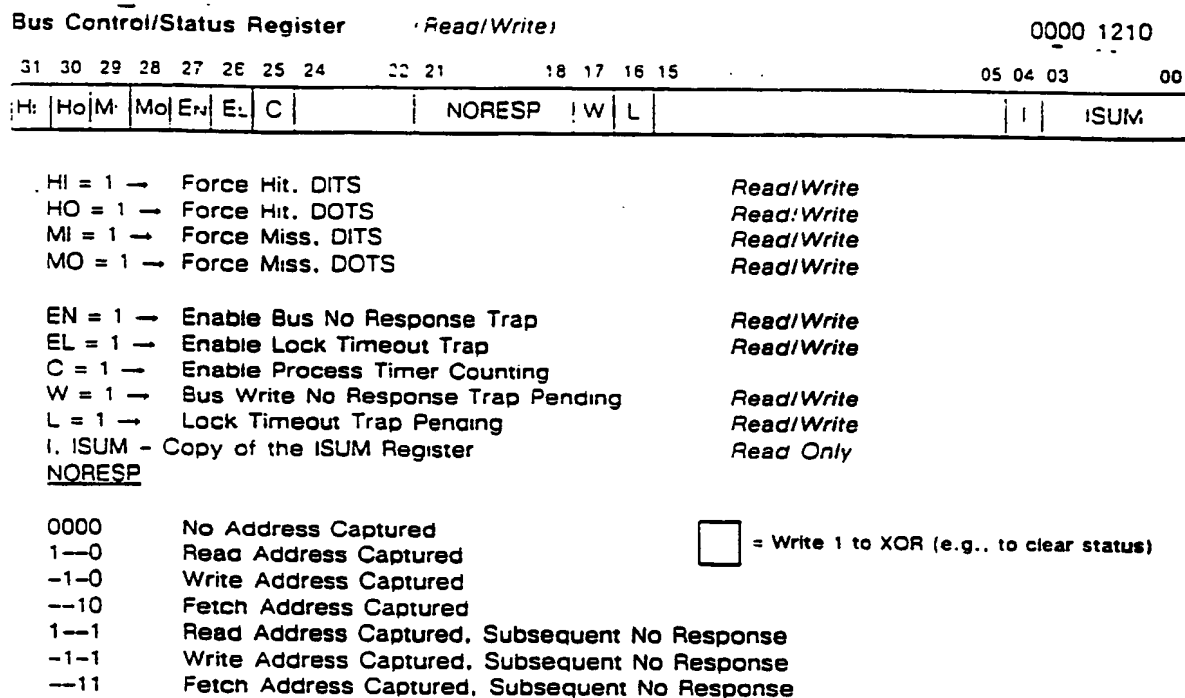 Bus Control/Status Register (Read/Write) 0000 1210
31 30 29 28 27 26 25 24 22 21 18 17 16 15 05 04 03 00
HI HO MI MO EN EL C NORESP W L I ISUM
HI = 1 → Force Hit. DITS Read/Write
HO = 1 → Force Hit. DOTS Read/Write
MI = 1 → Force Miss. DITS Read/Write
MO = 1 → Force Miss. DOTS Read/Write
EN = 1 → Enable Bus No Response Trap Read/Write
EL = 1 → Enable Lock Timeout Trap Read/Write
C = 1 → Enable Process Timer Counting
W = 1 → Bus Write No Response Trap Pending Read/Write
L = 1 → Lock Timeout Trap Pending Read/Write
I. ISUM - Copy of the ISUM Register Read Only
NORESP
0000 No Address Captured
= Write 1 to XOR (e.g., to clear status)
1--0 Read Address Captured
-1-0 Write Address Captured
--10 Fetch Address Captured
1--1 Read Address Captured, Subsequent No Response
-1-1 Write Address Captured, Subsequent No Response
--11 Fetch Address Captured, Subsequent No Response